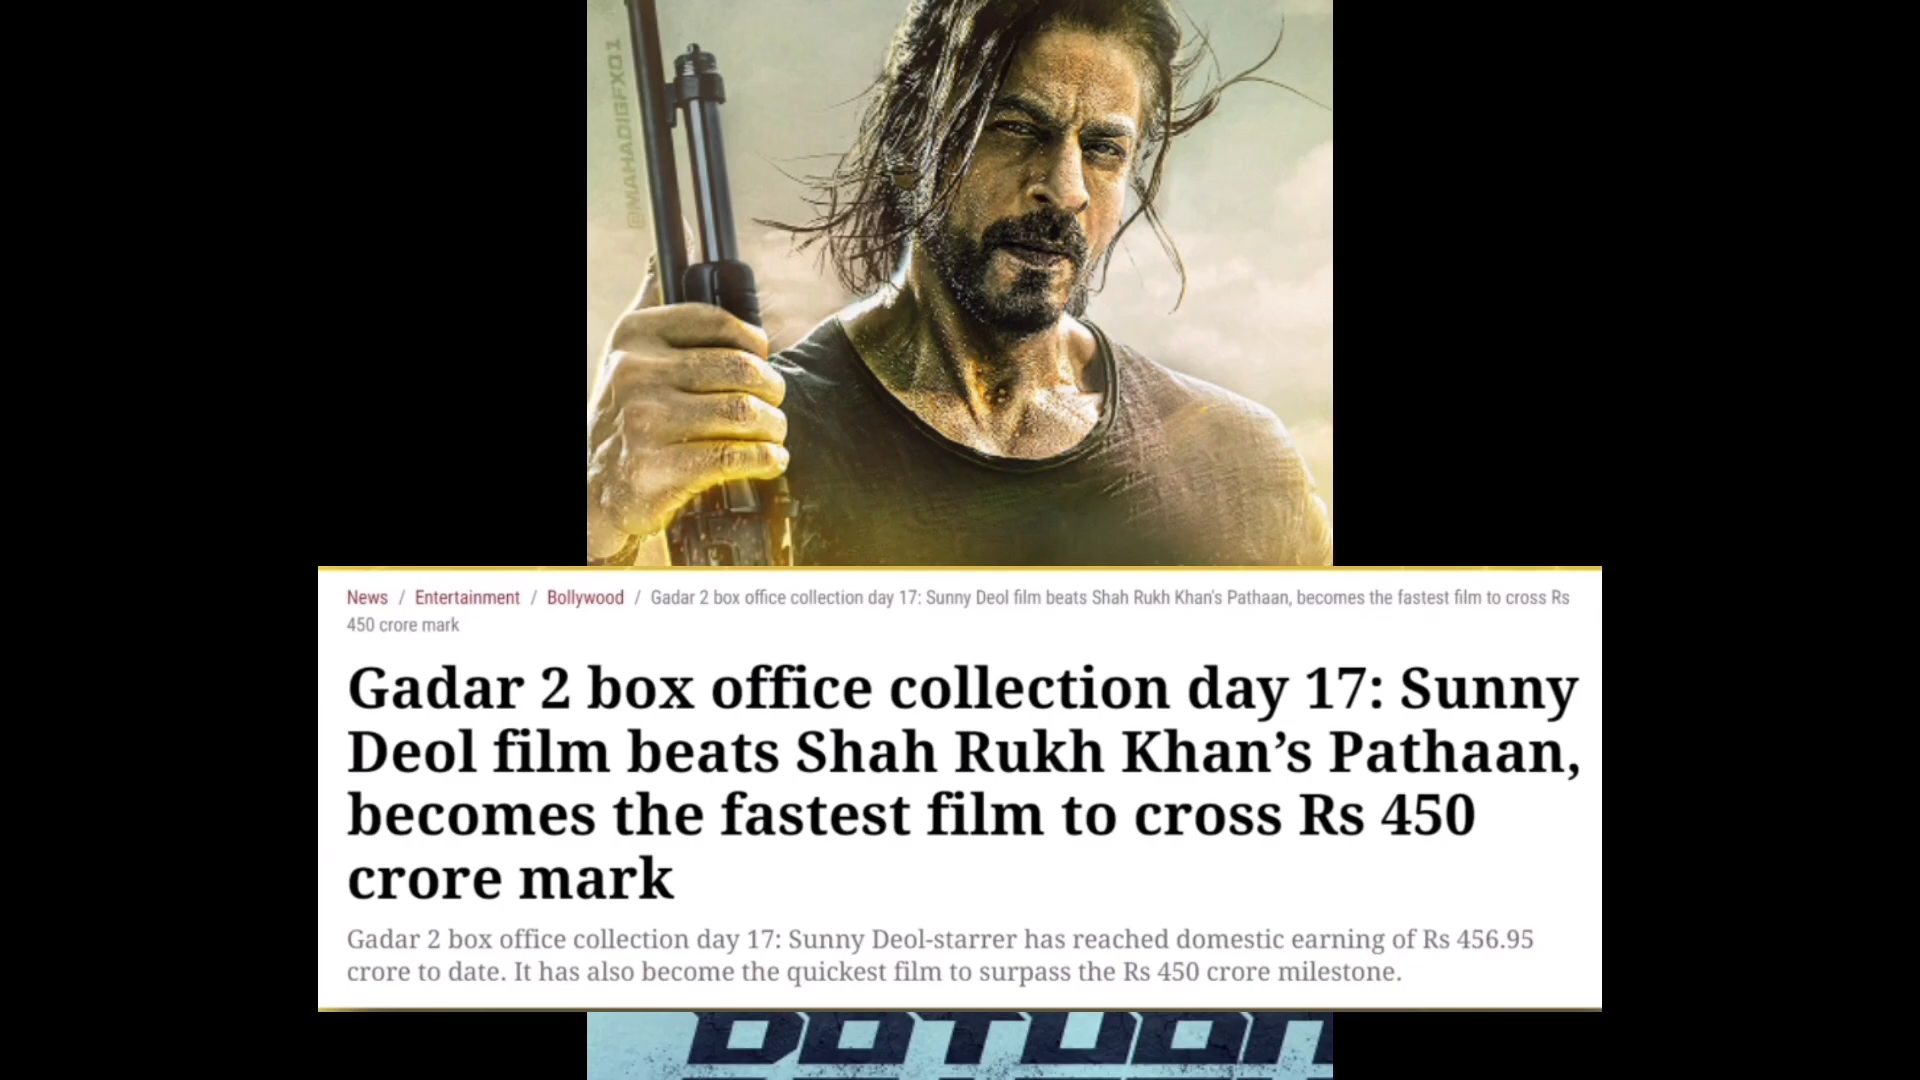 @MAHADIGFX01
News / Entertainment / Bollywood / Gadar 2 box office collection day 17: Sunny Deol film beats Shah Rukh Khan's Pathaan, becomes the fastest film to cross Rs
450 crore mark
Gadar 2 box office collection day 17: Sunny
Deol film beats Shah Rukh Khan’s Pathaan,
becomes the fastest film to cross Rs 450
crore mark
Gadar 2 box office collection day 17: Sunny Deol-starrer has reached domestic earning of Rs 456.95
crore to date. It has also become the quickest film to surpass the Rs 450 crore milestone.